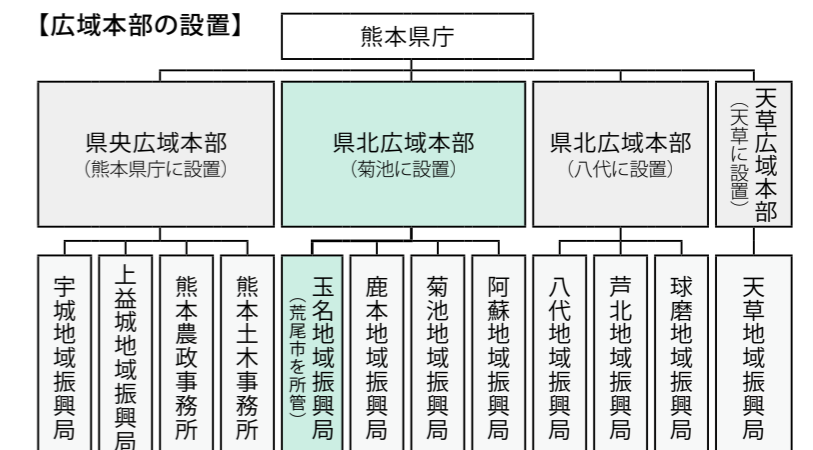 【広域本部の設置】
熊本県庁
県央広域本部
（熊本県庁に設置）
県北広域本部
（菊池に設置）
県北広域本部
（八代に設置）
天草広域本部
（天草に設置）
宇城地域振興局
上益城地域振興局
熊本農政事務所
熊本土木事務所
玉名地域振興局
（荒尾市を所管）
鹿本地域振興局
菊池地域振興局
阿蘇地域振興局
八代地域振興局
芦北地域振興局
球磨地域振興局
天草地域振興局